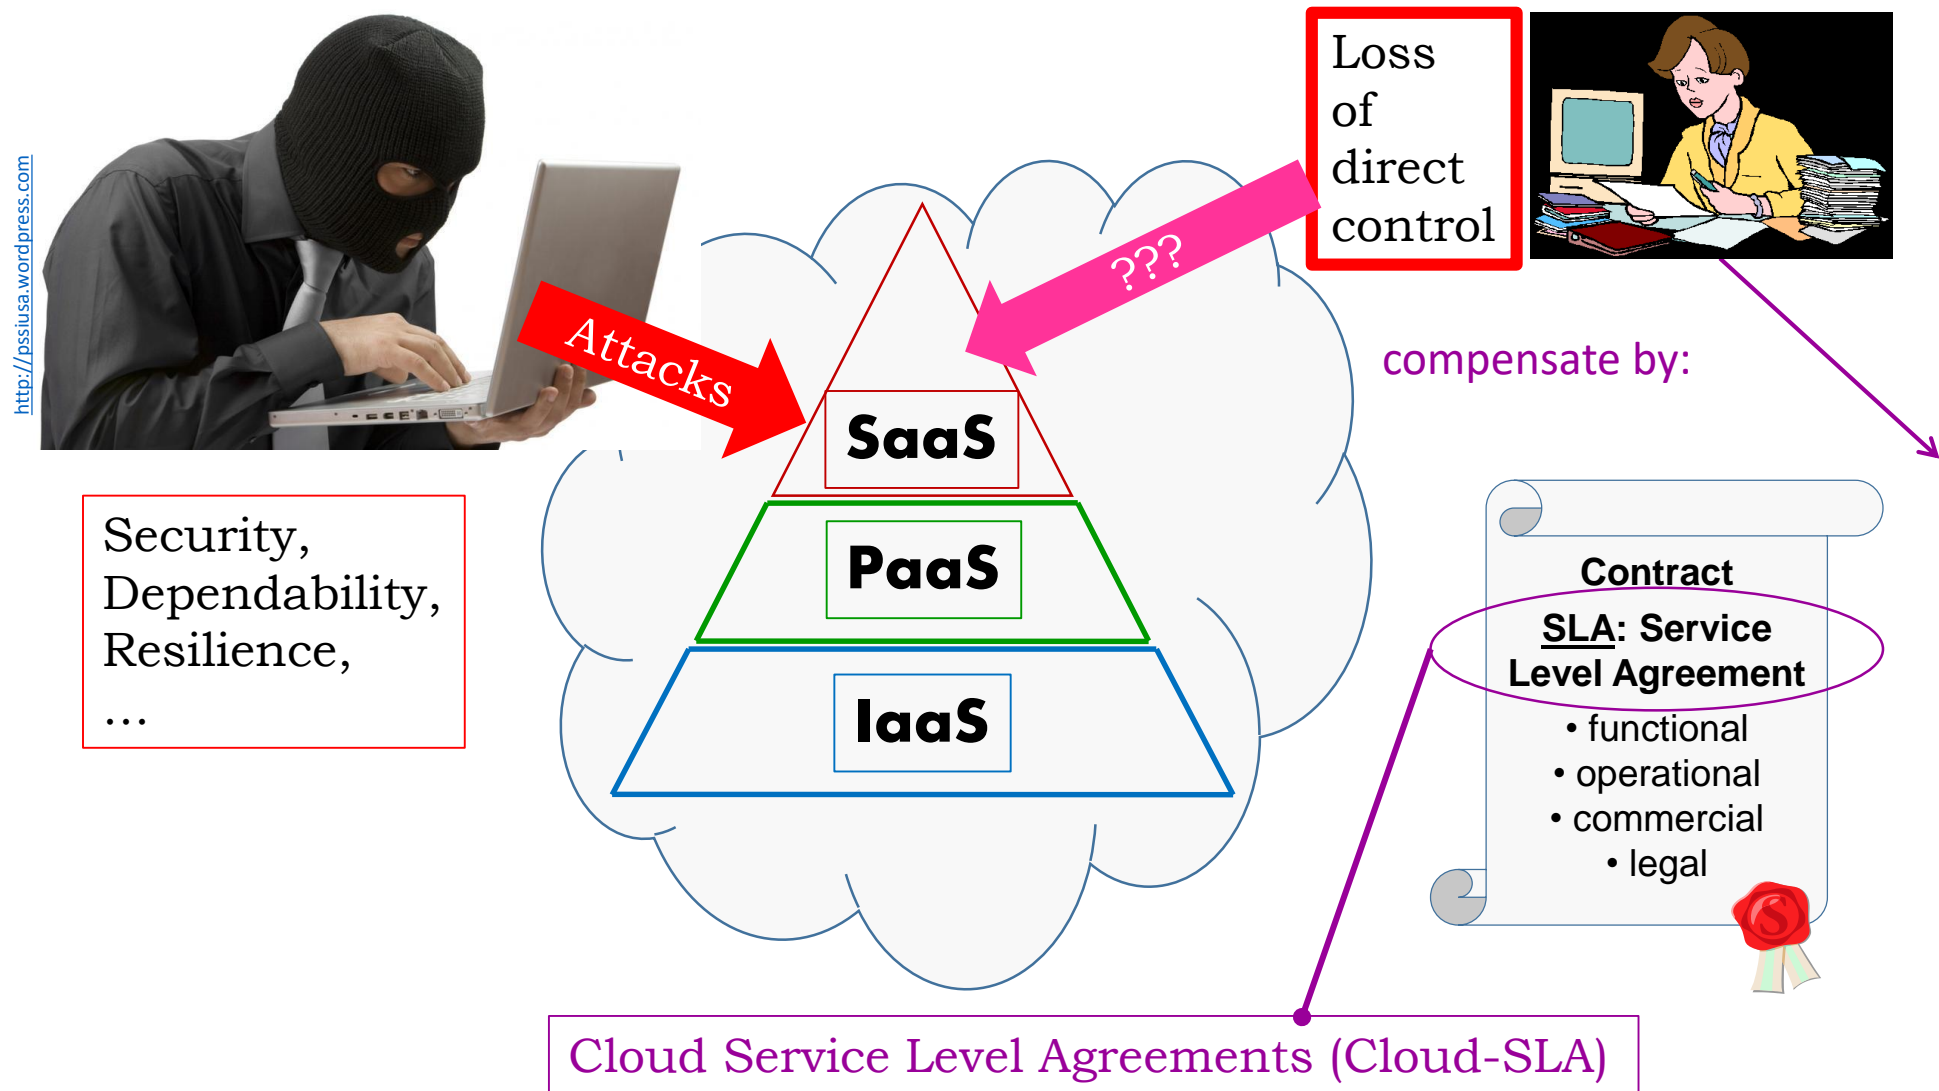 http://pssiusa.wordpress.com
Attacks
Security,
Dependability,
Resilience,
…
Loss
of
direct
control
???
compensate by:
SaaS
PaaS
IaaS
Contract
SLA: Service
Level Agreement
• functional
• operational
• commercial
• legal
S
Cloud Service Level Agreements (Cloud-SLA)